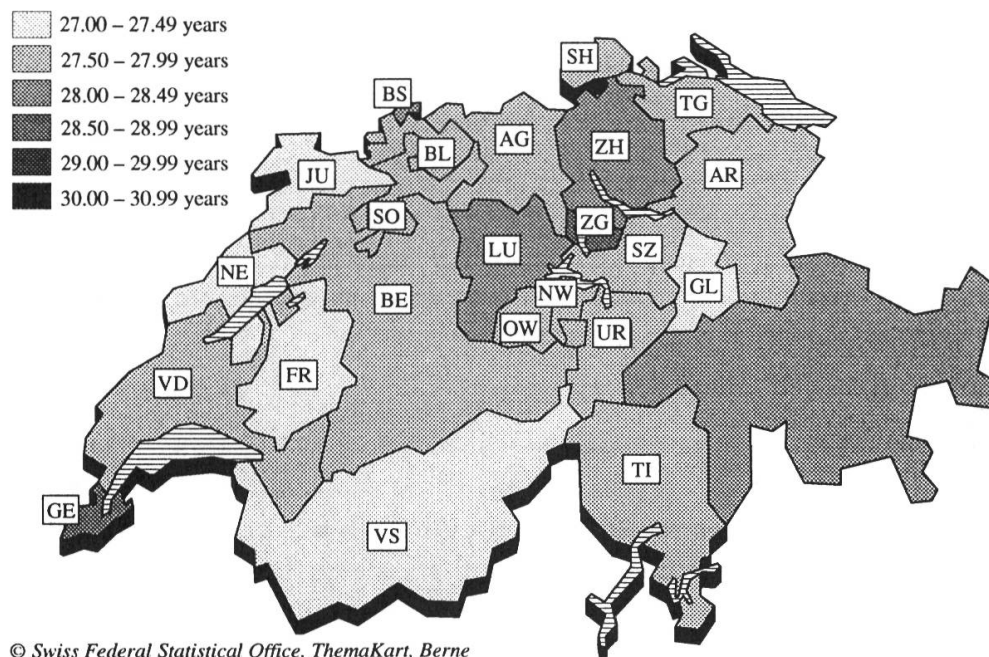 27.00 – 27.49 years
27.50 – 27.99 years
28.00 – 28.49 years
28.50 – 28.99 years
29.00 – 29.99 years
30.00 – 30.99 years
SH
BS
TG
AG
BL
ZH
JU
AR
SO
ZG
LU
SZ
NE
GL
BE
NW
OW
UR
FR
VD
TI
GE
VS
© Swiss Federal Statistical Office, ThemaKart, Berne